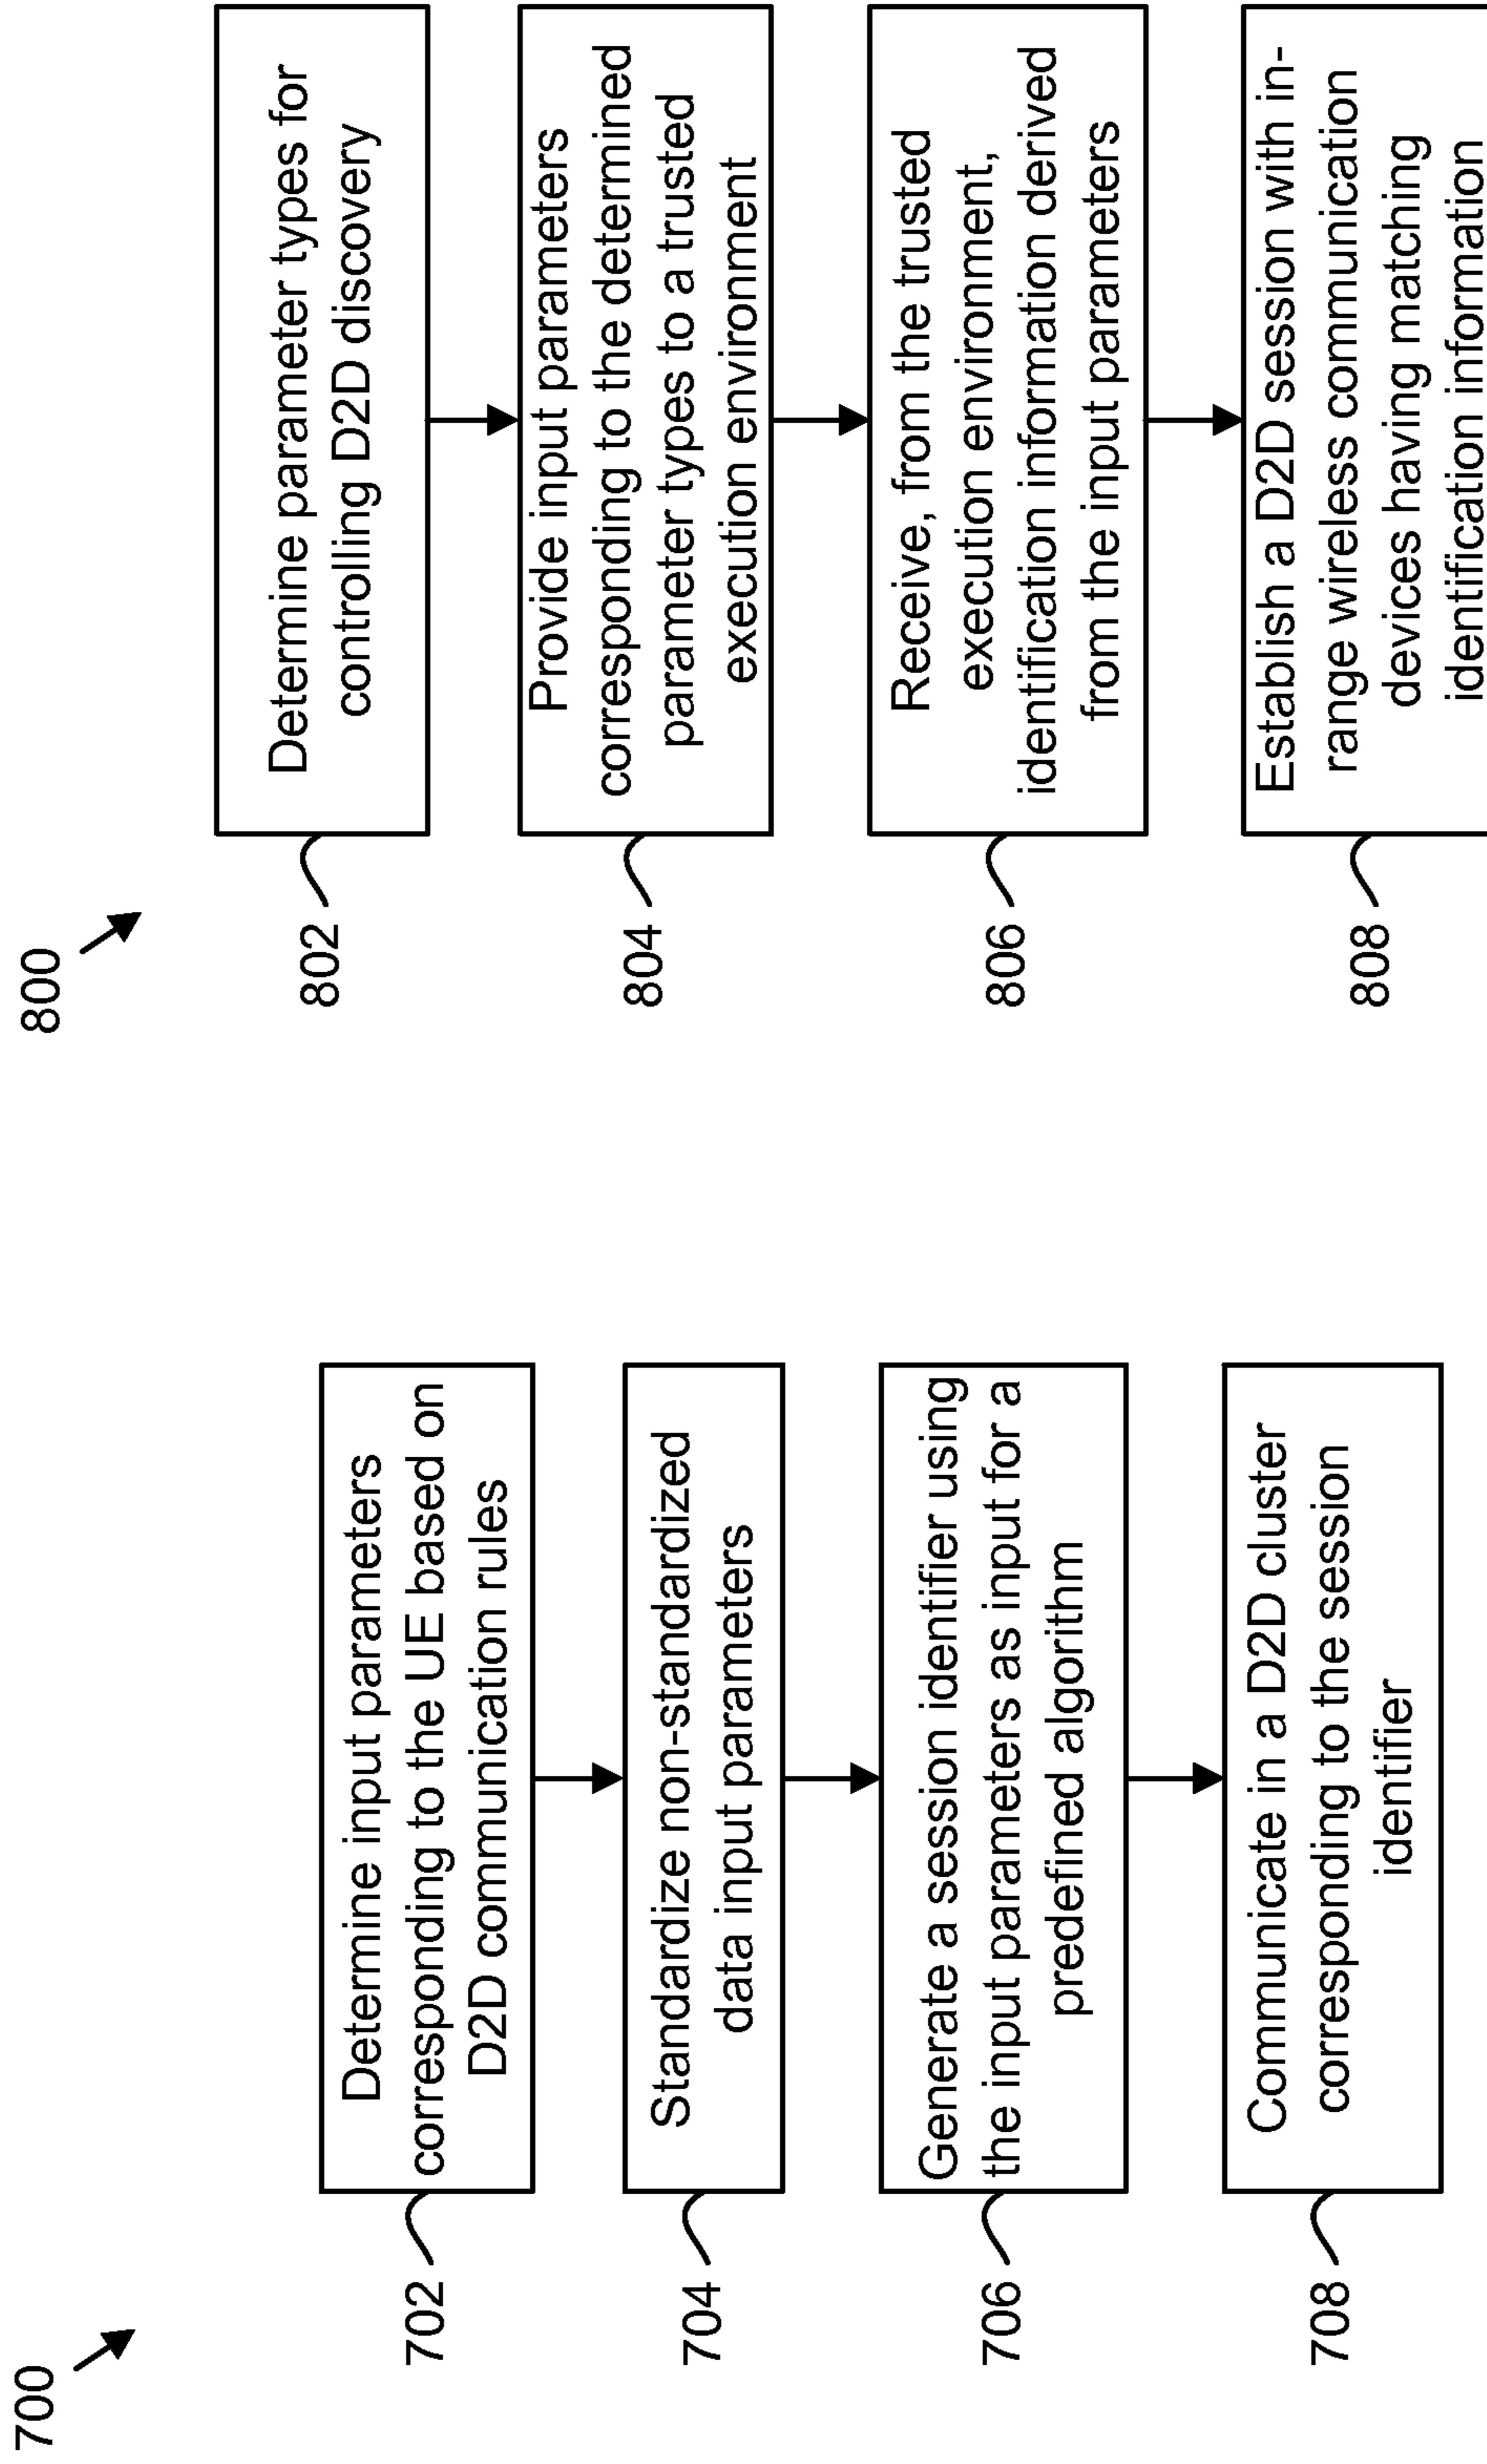 700
702
Determine input parameters
corresponding to the UE based on
D2D communication rules
704
Standardize non-standardized
data input parameters
706
Generate a session identifier using
the input parameters as input for a
predefined algorithm
708
Communicate in a D2D cluster
corresponding to the session
identifier
800
802
Determine parameter types for
controlling D2D discovery
804
Provide input parameters
corresponding to the determined
parameter types to a trusted
execution environment
806
Receive, from the trusted
execution environment,
identification information derived
from the input parameters
808
Establish a D2D session with in-
range wireless communication
devices having matching
identification information